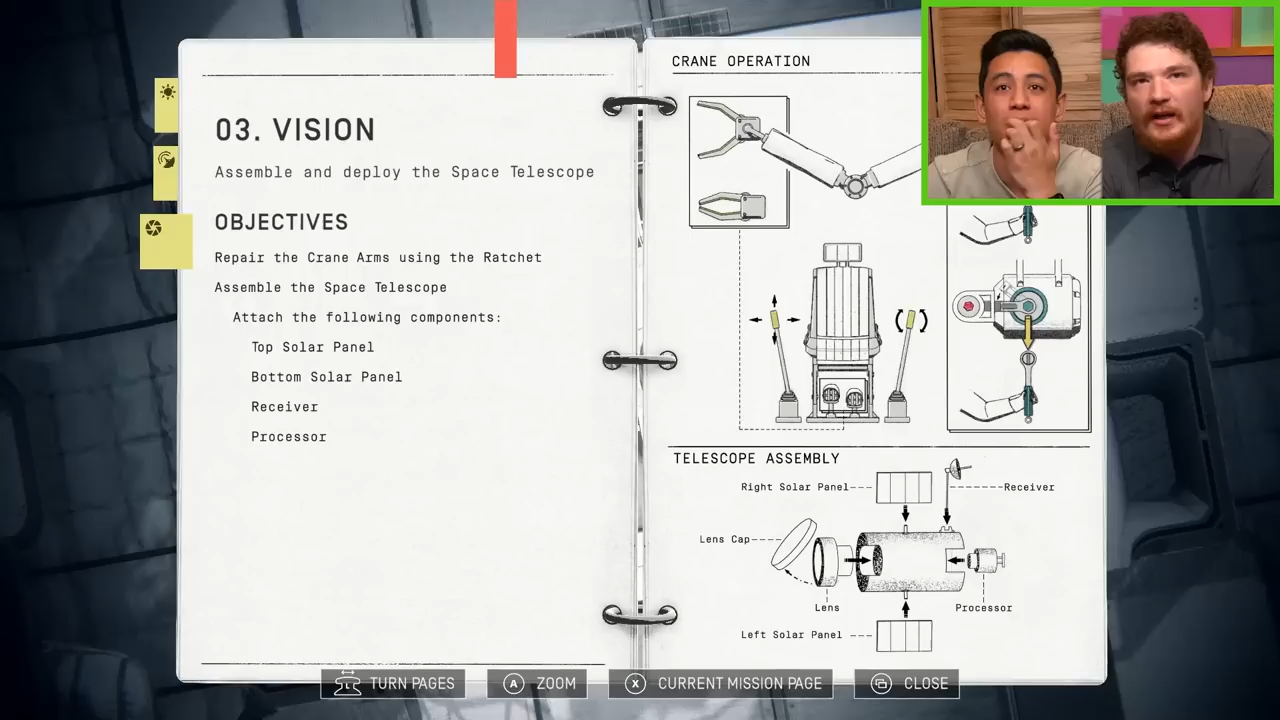 03. VISION
Assemble and deploy the Space Telescope
OBJECTIVES
Repair the Crane Arms using the Ratchet
Assemble the Space Telescope
Attach the following components:
Top Solar Panel
Bottom Solar Panel
Receiver
Processor
CRANE OPERATION
TELESCOPE ASSEMBLY
Right Solar Panel
Receiver
Lens Cap
Lens
Processor
Left Solar Panel
L TURN PAGES
A ZOOM
X CURRENT MISSION PAGE
CLOSE